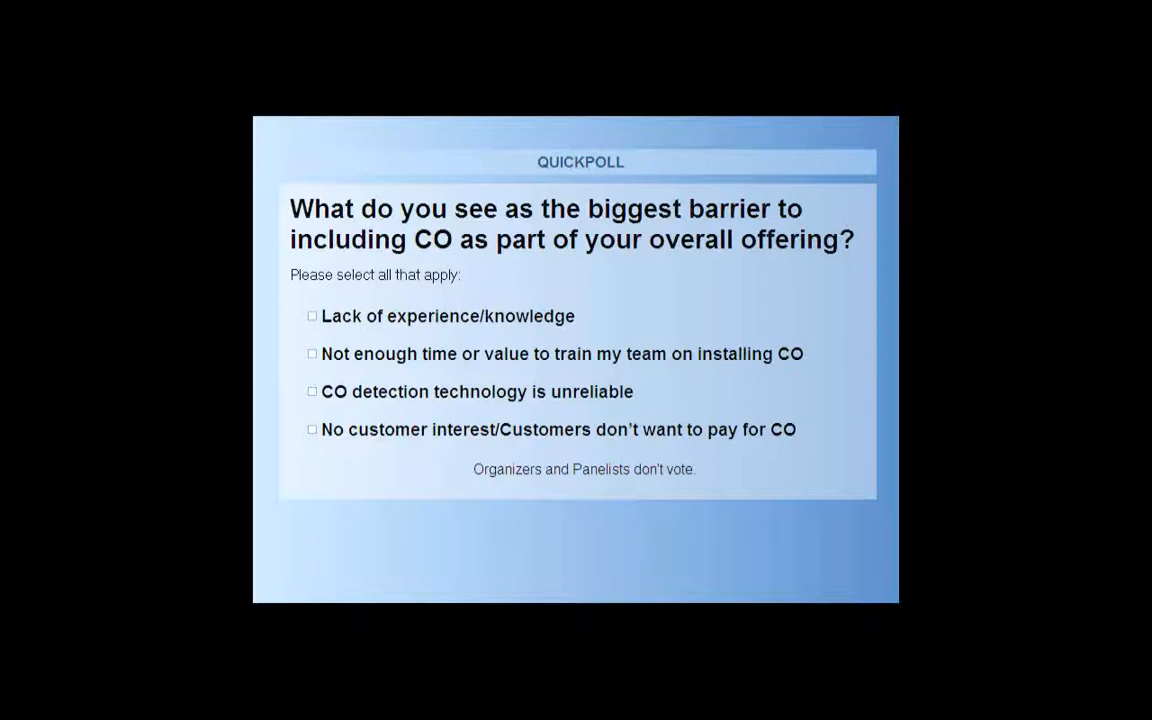 QUICKPOLL
What do you see as the biggest barrier to
including CO as part of your overall offering?
Please select all that apply:
Lack of experience/knowledge
Not enough time or value to train my team on installing CO
CO detection technology is unreliable
No customer interest/Customers don't want to pay for CO
Organizers and Panelists don't vote.